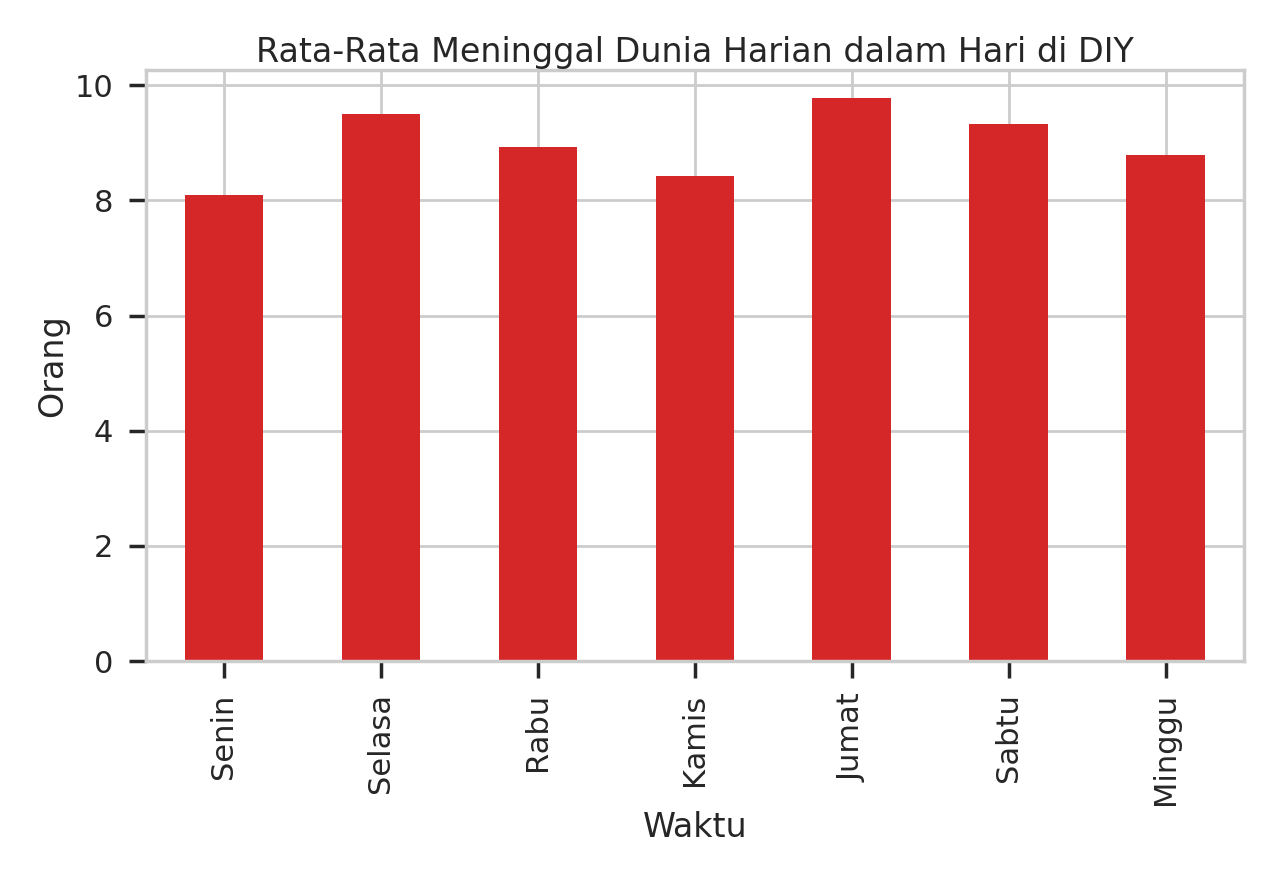 Rata-Rata Meninggal Dunia Harian dalam Hari di DIY
10
8
6
4
2
0
Orang
Senin
Selasa
Rabu
Kamis
Jumat
Sabtu
Minggu
Waktu